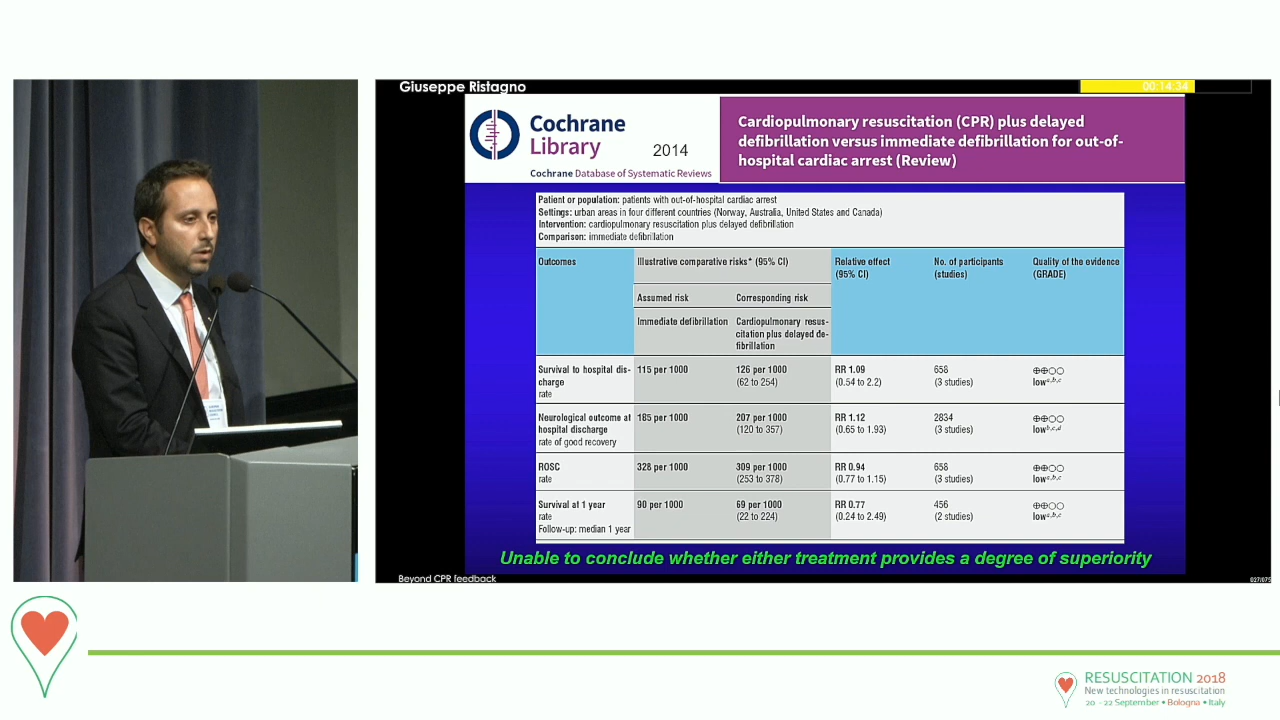 Giuseppe Ristagno
00:14:34
Cochrane
Library
2014
Cochrane Database of Systematic Reviews
Cardiopulmonary resuscitation (CPR) plus delayed
defibrillation versus immediate defibrillation for out-of-
hospital cardiac arrest (Review)
Patient or population: patients with out-of-hospital cardiac arrest
Settings: urban areas in four different countries (Norway, Australia, United States and Canada)
Intervention: cardiopulmonary resuscitation plus delayed defibrillation
Comparison: immediate defibrillation
Outcomes
Illustrative comparative risks* (95% CI)
Relative effect
(95% CI)
No. of participants
(studies)
Quality of the evidence
(GRADE)
Assumed risk
Corresponding risk
Immediate defibrillation
Cardiopulmonary resus-
citation plus delayed de-
fibrillation
Survival to hospital dis-
charge
rate
115 per 1000
126 per 1000
(62 to 254)
RR 1.09
(0.54 to 2.2)
658
(3 studies)
⊕⊕○○
low a,b,c
Neurological outcome at
hospital discharge
rate of good recovery
185 per 1000
207 per 1000
(120 to 357)
RR 1.12
(0.65 to 1.93)
2834
(3 studies)
⊕⊕○○
low b,c,d
ROSC
rate
328 per 1000
309 per 1000
(253 to 378)
RR 0.94
(0.77 to 1.15)
658
(3 studies)
⊕⊕○○
low a,b,c
Survival at 1 year
rate
Follow-up: median 1 year
90 per 1000
69 per 1000
(22 to 224)
RR 0.77
(0.24 to 2.49)
456
(2 studies)
⊕⊕○○
low a,b,c
Unable to conclude whether either treatment provides a degree of superiority
Beyond CPR feedback
027/075
RESUSCITATION 2018
New technologies in resuscitation
20 - 22 September • Bologna • Italy